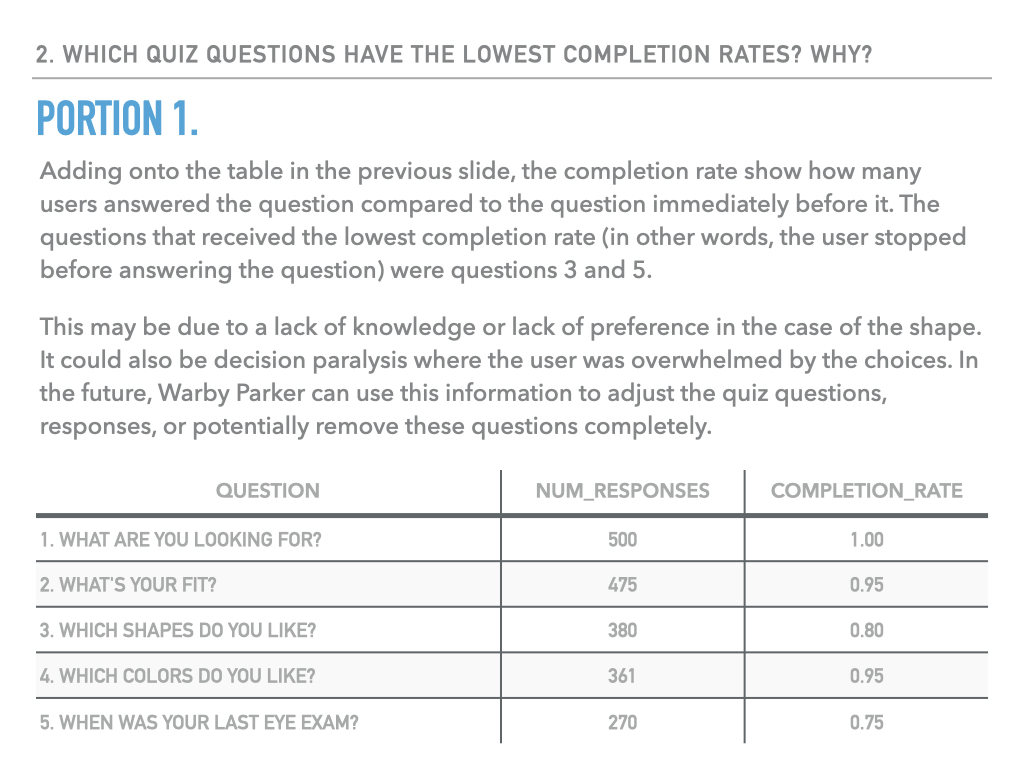 2. WHICH QUIZ QUESTIONS HAVE THE LOWEST COMPLETION RATES? WHY?
PORTION 1.
Adding onto the table in the previous slide, the completion rate show how many
users answered the question compared to the question immediately before it. The
questions that received the lowest completion rate (in other words, the user stopped
before answering the question) were questions 3 and 5.
This may be due to a lack of knowledge or lack of preference in the case of the shape.
It could also be decision paralysis where the user was overwhelmed by the choices. In
the future, Warby Parker can use this information to adjust the quiz questions,
responses, or potentially remove these questions completely.
QUESTION NUM_RESPONSES COMPLETION_RATE
1. WHAT ARE YOU LOOKING FOR? 500 1.00
2. WHAT'S YOUR FIT? 475 0.95
3. WHICH SHAPES DO YOU LIKE? 380 0.80
4. WHICH COLORS DO YOU LIKE? 361 0.95
5. WHEN WAS YOUR LAST EYE EXAM? 270 0.75